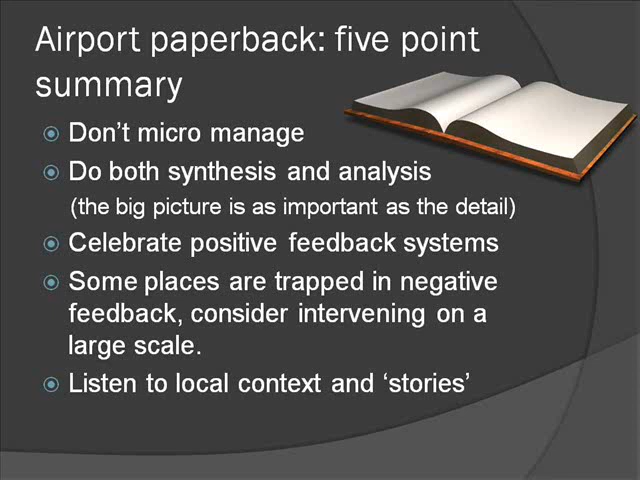 Airport paperback: five point
summary
Don't micro manage
Do both synthesis and analysis
(the big picture is as important as the detail)
Celebrate positive feedback systems
Some places are trapped in negative
feedback, consider intervening on a
large scale.
Listen to local context and ‘stories’